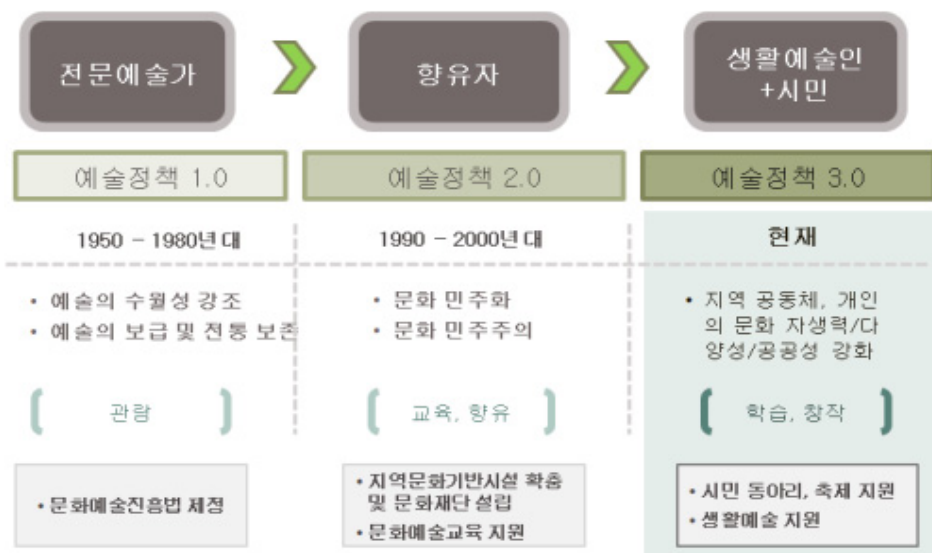 전문예술가
향유자
생활예술인
+시민
예술정책 1.0
예술정책 2.0
예술정책 3.0
1950 – 1980년대
1990 – 2000년대
현재
• 예술의 수월성 강조
• 예술의 보급 및 전통 보존
• 문화 민주화
• 문화 민주주의
• 지역 공동체, 개인
의 문화 자생력/다
양성/공공성 강화
관람
교육, 향유
학습, 창작
• 문화예술진흥법 제정
• 지역문화기반시설 확충
및 문화재단 설립
• 문화예술교육 지원
• 시민 동아리, 축제 지원
• 생활예술 지원